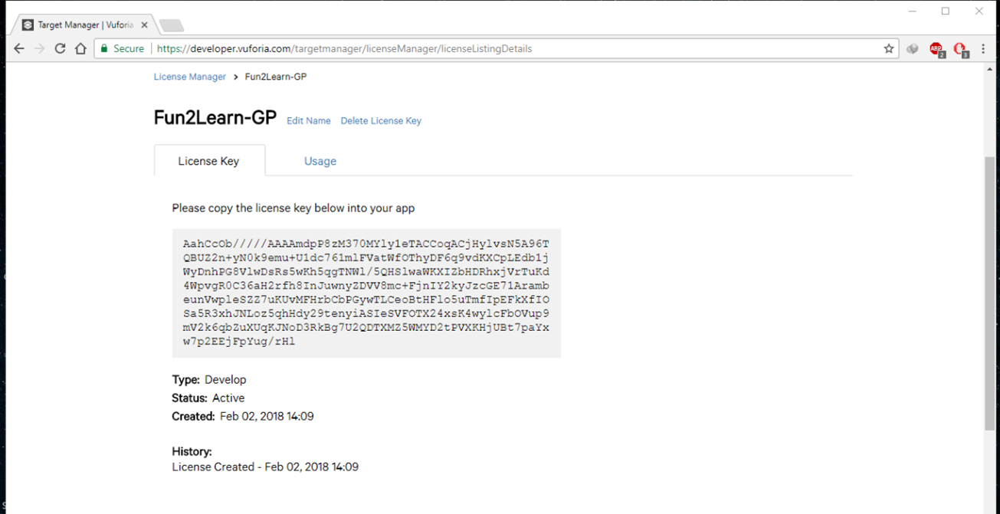 Target Manager | Vuforia
Secure https://developer.vuforia.com/targetmanager/licenseManager/licenseListingDetails
ABP 2 3
License Manager > Fun2Learn-GP
Fun2Learn-GP Edit Name Delete License Key
License Key Usage
Please copy the license key below into your app
AahCcOb/////AAAAmdpP8zM370MYly1eTACCoqACjHylvsN5A96T
QBUZ2n+yN0k9emu+U1dc761mlFVatWfOThyDF6q9vdKXCpLEdb1j
WyDnhPG8VlwDsRs5wKh5qgTNWl/5QHSlwaWKXIZbHDRhxjVrTuKd
4WpvgR0C36aH2rfh8InJuwnyZDVV8mc+FjnIY2kyJzcGE71Aramb
eunVwpleSZZ7uKUvMFHrbCbPGywTLCeoBtHFlo5uTmfIpEFkXfIO
Sa5R3xhJNLoz5qhHdy29tenyiASIeSVFOTX24xsK4wylcFbOVup9
mV2k6qbZuXUqKJNoD3RkBg7U2QDTXMZ5WMYD2tPVXKHjUBt7paYx
w7p2EEjFpYug/rHl
Type: Develop
Status: Active
Created: Feb 02, 2018 14:09
History:
License Created - Feb 02, 2018 14:09